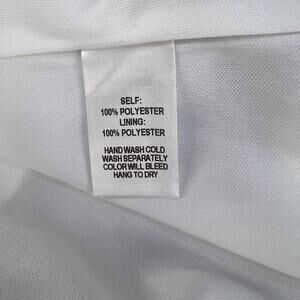 SELF:
100% POLYESTER
LINING:
100% POLYESTER
HAND WASH COLD
WASH SEPARATELY
COLOR WILL BLEED
HANG TO DRY